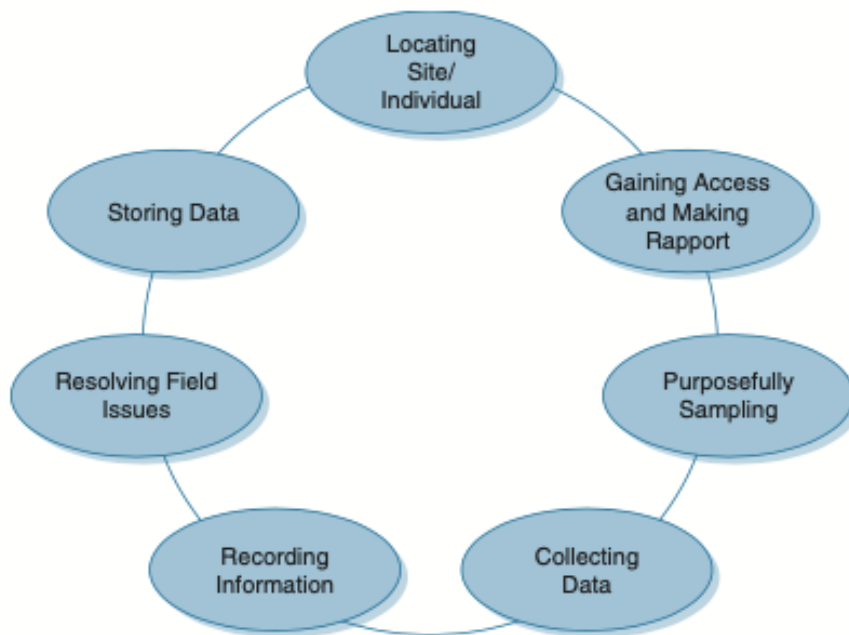 Locating
Site/
Individual
Gaining Access
and Making
Rapport
Purposefully
Sampling
Collecting
Data
Recording
Information
Resolving Field
Issues
Storing Data